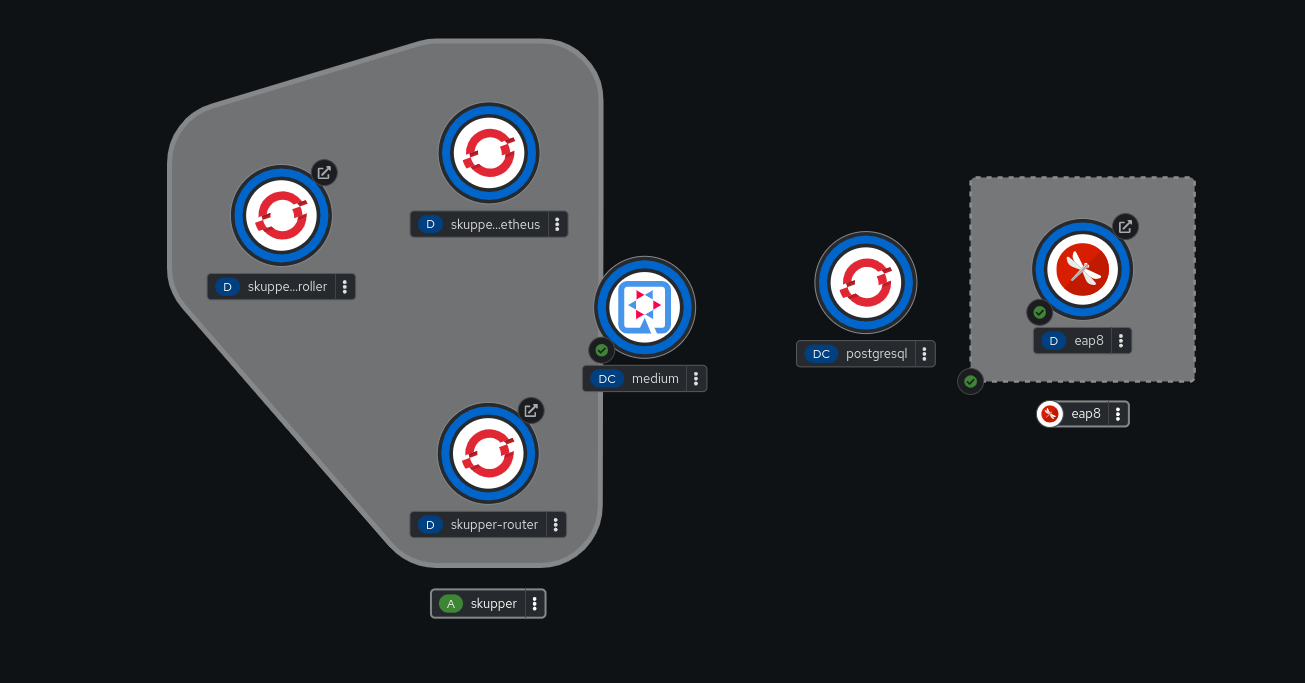 D skuppe...etheus
D skuppe...roller
DC medium
DC postgresql
D eap8
eap8
D skupper-router
A skupper